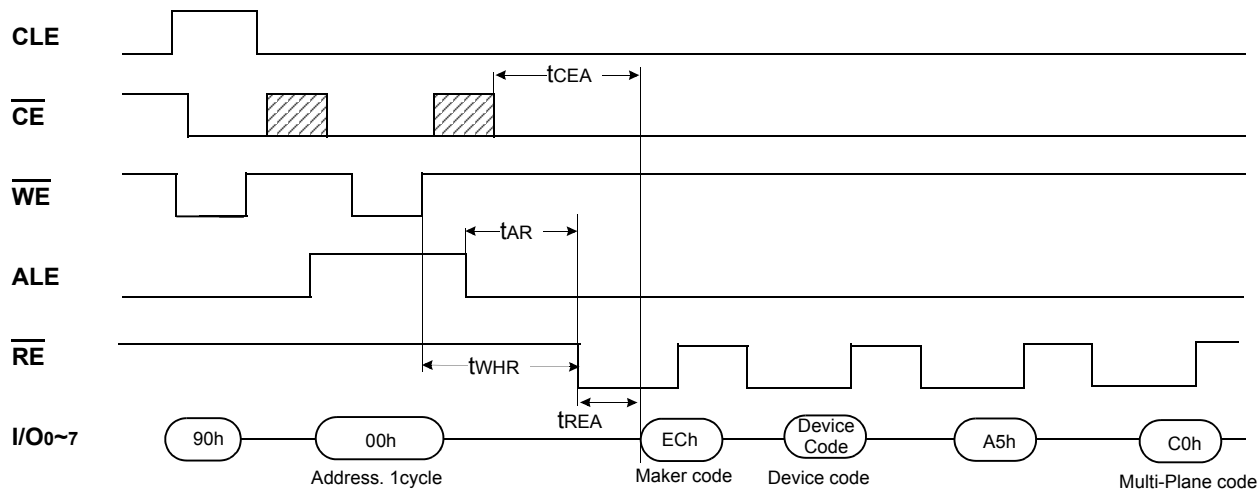 CLE
tCEA
CE
WE
tAR
ALE
RE
tWHR
tREA
I/O0~7
90h
00h
ECh
Device
Code
A5h
C0h
Address. 1cycle
Maker code
Device code
Multi-Plane code